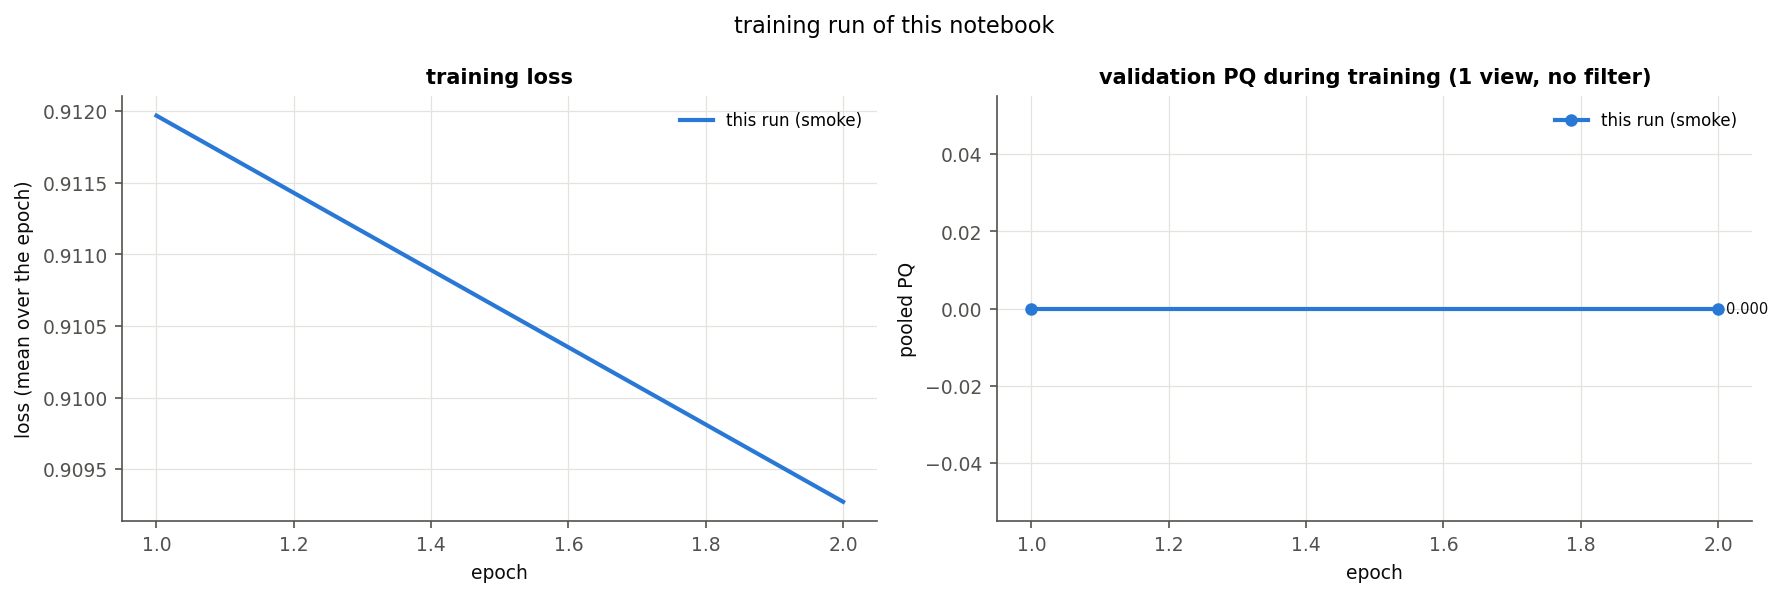 training run of this notebook
training loss
loss (mean over the epoch)
0.9120
0.9115
0.9110
0.9105
0.9100
0.9095
this run (smoke)
1.0 1.2 1.4 1.6 1.8 2.0
epoch
validation PQ during training (1 view, no filter)
pooled PQ
0.04
0.02
0.00
−0.02
−0.04
this run (smoke)
0.000
1.0 1.2 1.4 1.6 1.8 2.0
epoch